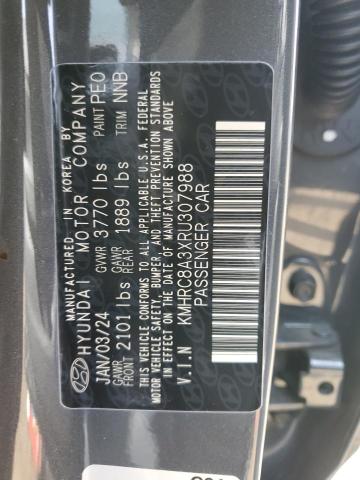 MANUFACTURED IN KOREA BY
HYUNDAI MOTOR COMPANY
JAN/03/24 GVWR 3770 lbs PAINT PE0
GAWR FRONT 2101 lbs GAWR REAR 1889 lbs TRIM NNB
THIS VEHICLE CONFORMS TO ALL APPLICABLE U.S.A. FEDERAL
MOTOR VEHICLE SAFETY, BUMPER, AND THEFT PREVENTION STANDARDS
IN EFFECT ON THE DATE OF MANUFACTURE SHOWN ABOVE.
V.I.N KMHRC8A3XRU307988
PASSENGER CAR